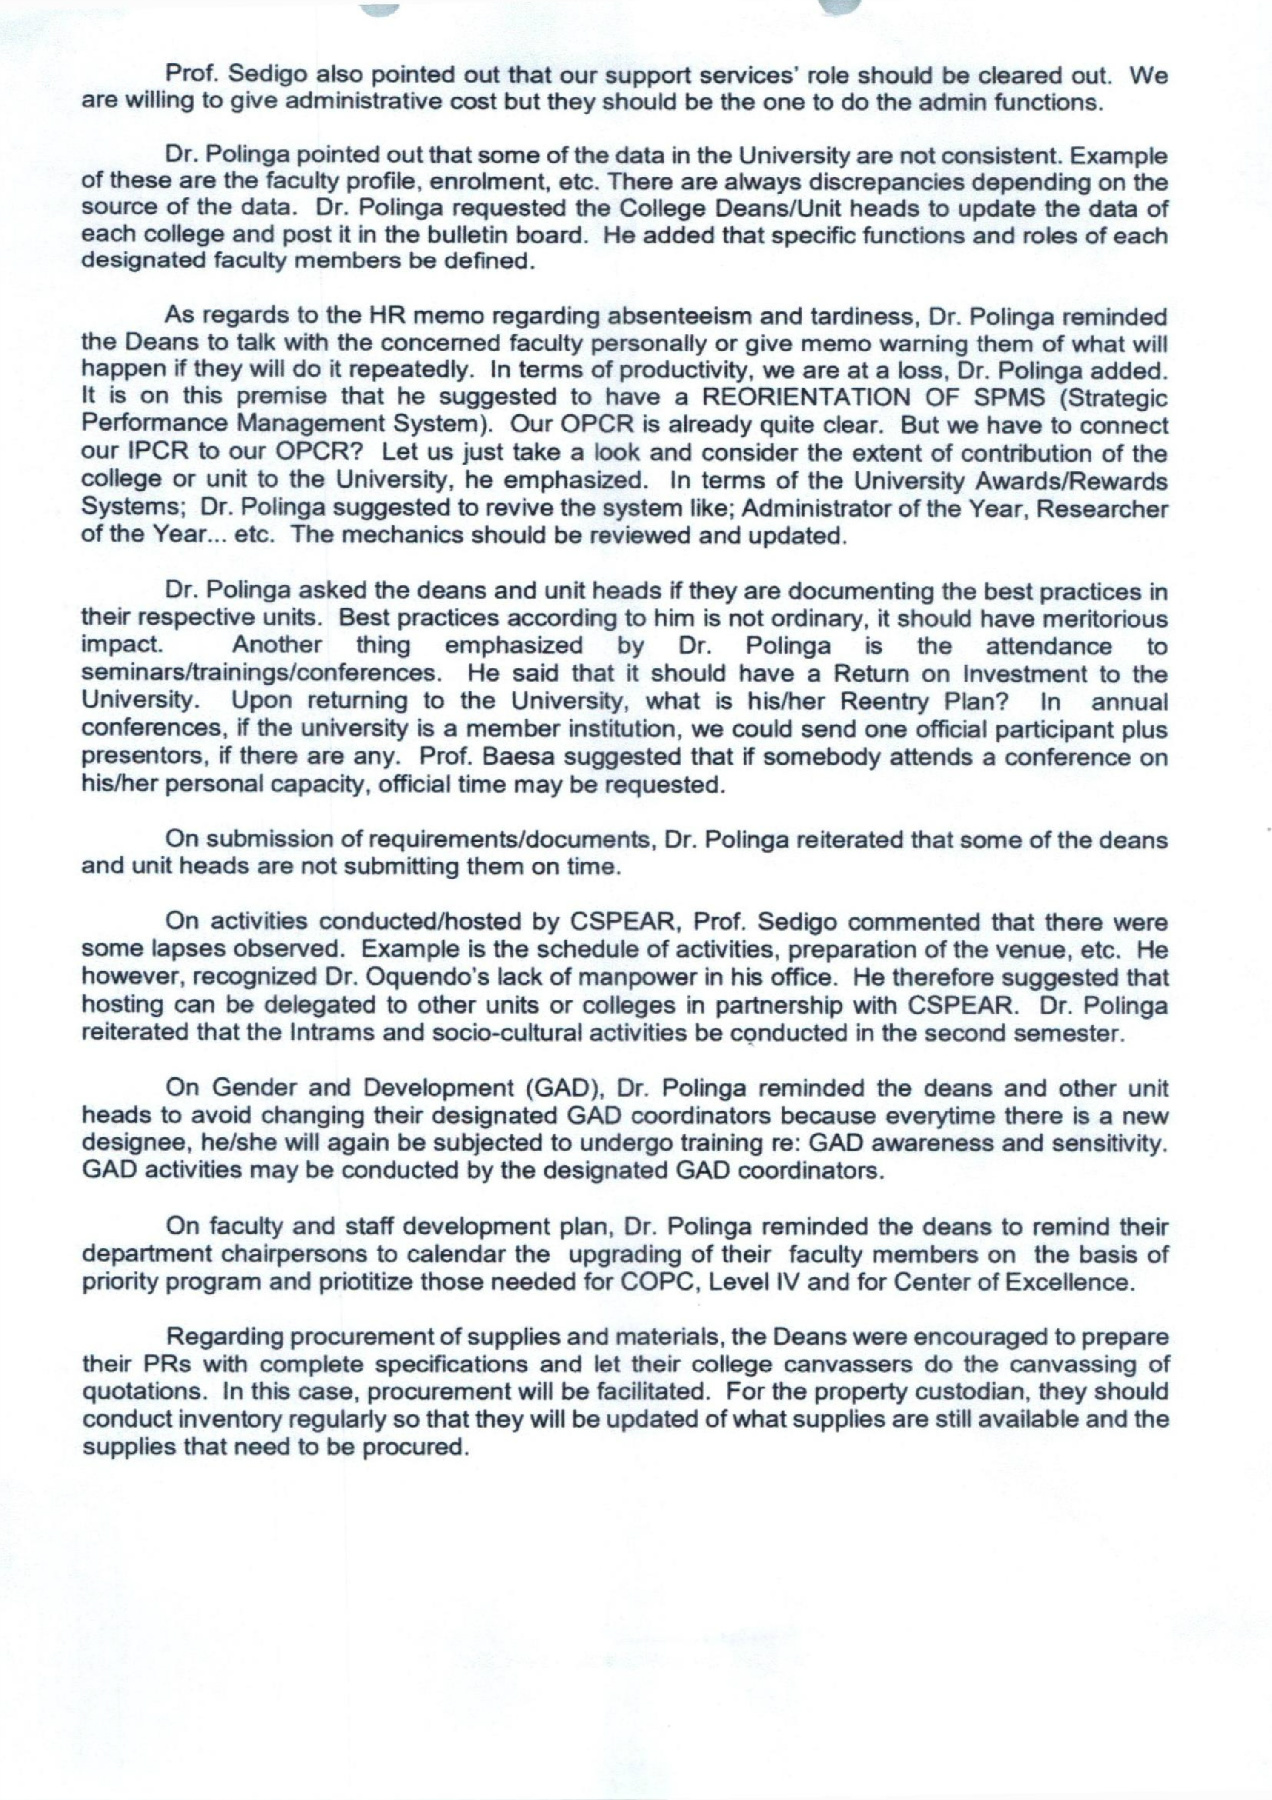 Prof. Sedigo also pointed out that our support services' role should be cleared out. We
are willing to give administrative cost but they should be the one to do the admin functions.
Dr. Polinga pointed out that some of the data in the University are not consistent. Example
of these are the faculty profile, enrolment, etc. There are always discrepancies depending on the
source of the data. Dr. Polinga requested the College Deans/Unit heads to update the data of
each college and post it in the bulletin board. He added that specific functions and roles of each
designated faculty members be defined.
As regards to the HR memo regarding absenteeism and tardiness, Dr. Polinga reminded
the Deans to talk with the concerned faculty personally or give memo warning them of what will
happen if they will do it repeatedly. In terms of productivity, we are at a loss, Dr. Polinga added.
It is on this premise that he suggested to have a REORIENTATION OF SPMS (Strategic
Performance Management System). Our OPCR is already quite clear. But we have to connect
our IPCR to our OPCR? Let us just take a look and consider the extent of contribution of the
college or unit to the University, he emphasized. In terms of the University Awards/Rewards
Systems; Dr. Polinga suggested to revive the system like; Administrator of the Year, Researcher
of the Year... etc. The mechanics should be reviewed and updated.
Dr. Polinga asked the deans and unit heads if they are documenting the best practices in
their respective units. Best practices according to him is not ordinary, it should have meritorious
impact. Another thing emphasized by Dr. Polinga is the attendance to
seminars/trainings/conferences. He said that it should have a Return on Investment to the
University. Upon returning to the University, what is his/her Reentry Plan? In annual
conferences, if the university is a member institution, we could send one official participant plus
presentors, if there are any. Prof. Baesa suggested that if somebody attends a conference on
his/her personal capacity, official time may be requested.
On submission of requirements/documents, Dr. Polinga reiterated that some of the deans
and unit heads are not submitting them on time.
On activities conducted/hosted by CSPEAR, Prof. Sedigo commented that there were
some lapses observed. Example is the schedule of activities, preparation of the venue, etc. He
however, recognized Dr. Oquendo's lack of manpower in his office. He therefore suggested that
hosting can be delegated to other units or colleges in partnership with CSPEAR. Dr. Polinga
reiterated that the Intrams and socio-cultural activities be conducted in the second semester.
On Gender and Development (GAD), Dr. Polinga reminded the deans and other unit
heads to avoid changing their designated GAD coordinators because everytime there is a new
designee, he/she will again be subjected to undergo training re: GAD awareness and sensitivity.
GAD activities may be conducted by the designated GAD coordinators.
On faculty and staff development plan, Dr. Polinga reminded the deans to remind their
department chairpersons to calendar the upgrading of their faculty members on the basis of
priority program and priotitize those needed for COPC, Level IV and for Center of Excellence.
Regarding procurement of supplies and materials, the Deans were encouraged to prepare
their PRs with complete specifications and let their college canvassers do the canvassing of
quotations. In this case, procurement will be facilitated. For the property custodian, they should
conduct inventory regularly so that they will be updated of what supplies are still available and the
supplies that need to be procured.